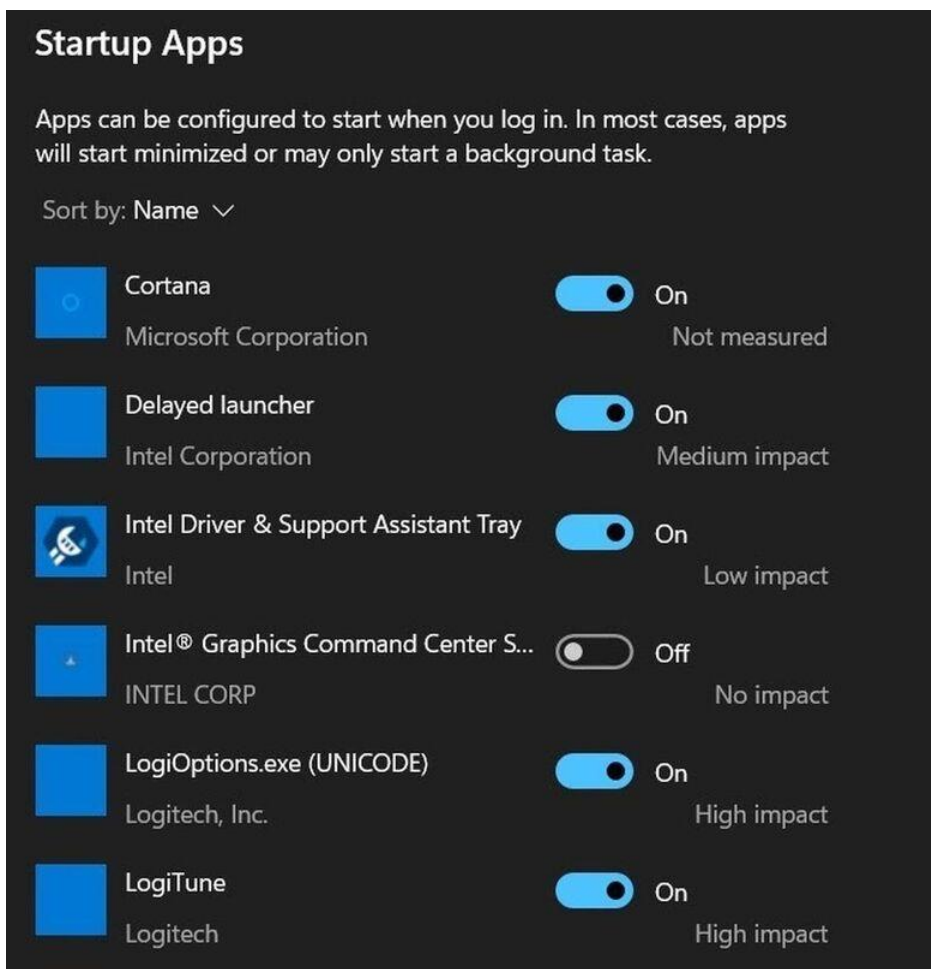 Startup Apps
Apps can be configured to start when you log in. In most cases, apps
will start minimized or may only start a background task.
Sort by: Name
Cortana
On
Microsoft Corporation
Not measured
Delayed launcher
On
Intel Corporation
Medium impact
Intel Driver & Support Assistant Tray
On
Intel
Low impact
Intel® Graphics Command Center S...
Off
INTEL CORP
No impact
LogiOptions.exe (UNICODE)
On
Logitech, Inc.
High impact
LogiTune
On
Logitech
High impact